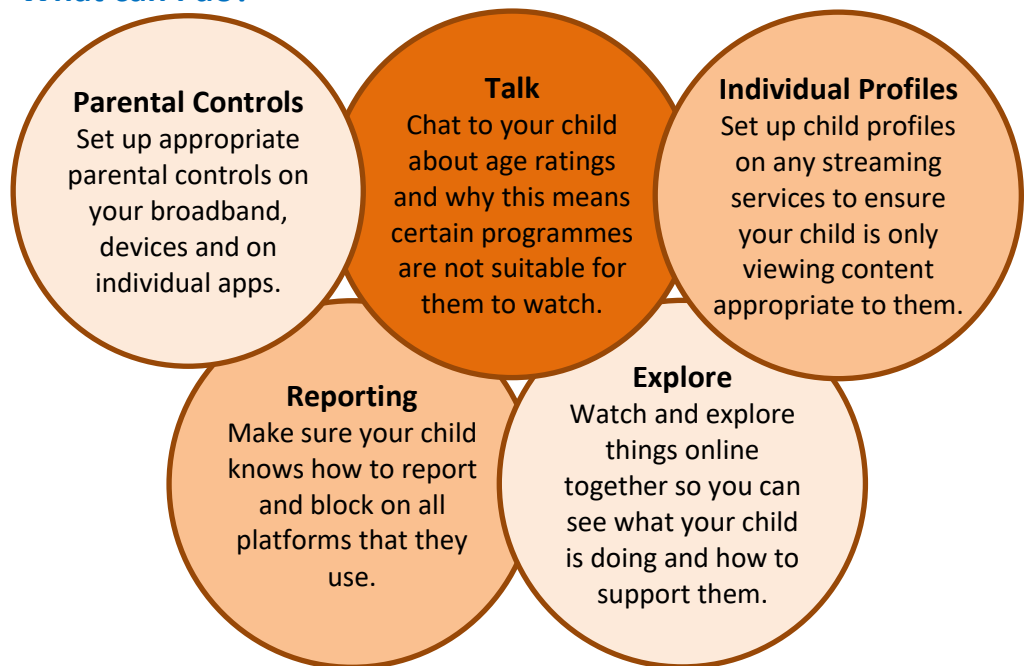 Parental Controls
Set up appropriate
parental controls on
your broadband,
devices and on
individual apps.
Talk
Chat to your child
about age ratings
and why this means
certain programmes
are not suitable for
them to watch.
Individual Profiles
Set up child profiles
on any streaming
services to ensure
your child is only
viewing content
appropriate to them.
Reporting
Make sure your child
knows how to report
and block on all
platforms that they
use.
Explore
Watch and explore
things online
together so you can
see what your child
is doing and how to
support them.